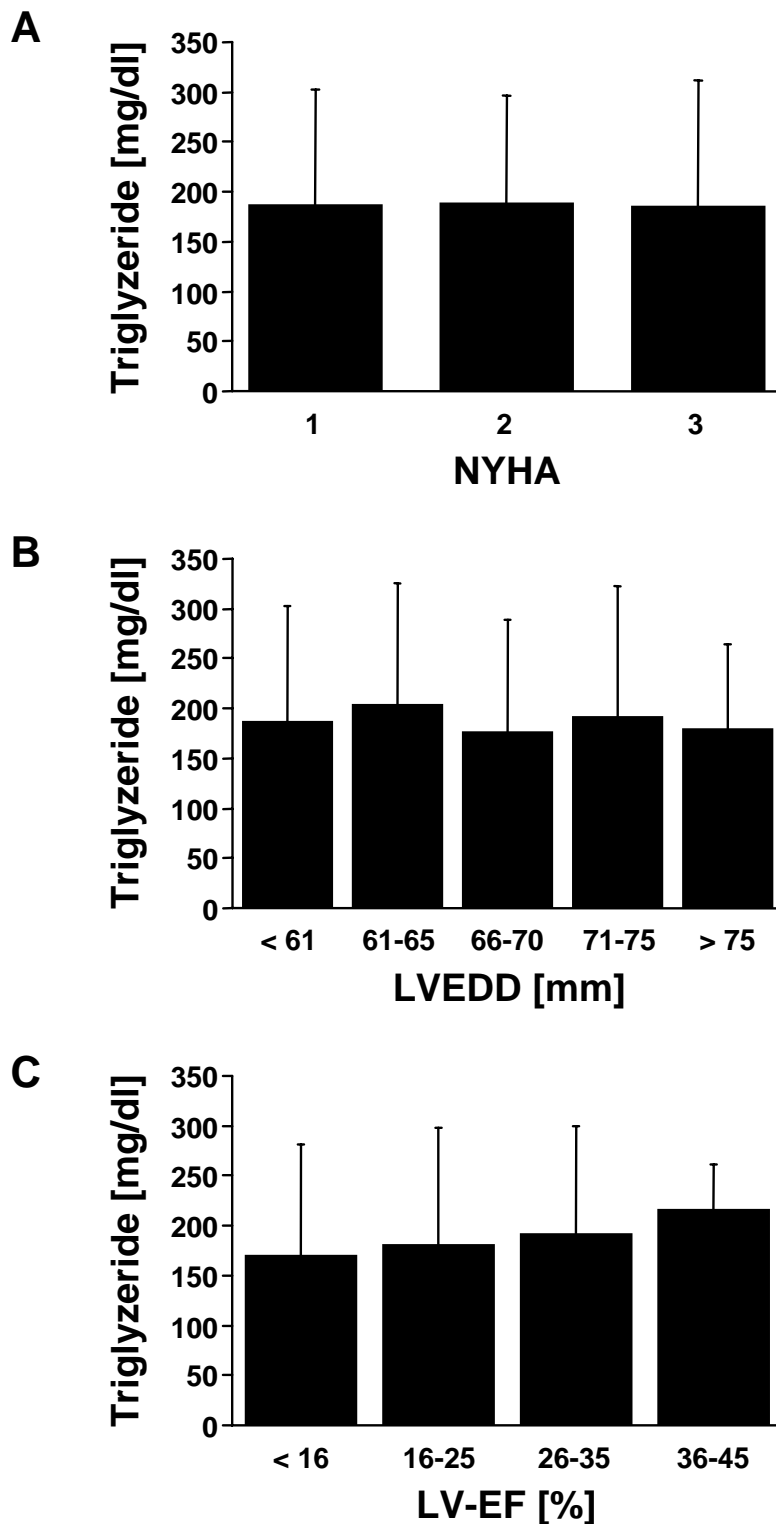 A
Triglyzeride [mg/dl]
350
300
250
200
150
100
50
0
1 2 3
NYHA
B
Triglyzeride [mg/dl]
350
300
250
200
150
100
50
0
< 61 61-65 66-70 71-75 > 75
LVEDD [mm]
C
Triglyzeride [mg/dl]
350
300
250
200
150
100
50
0
< 16 16-25 26-35 36-45
LV-EF [%]